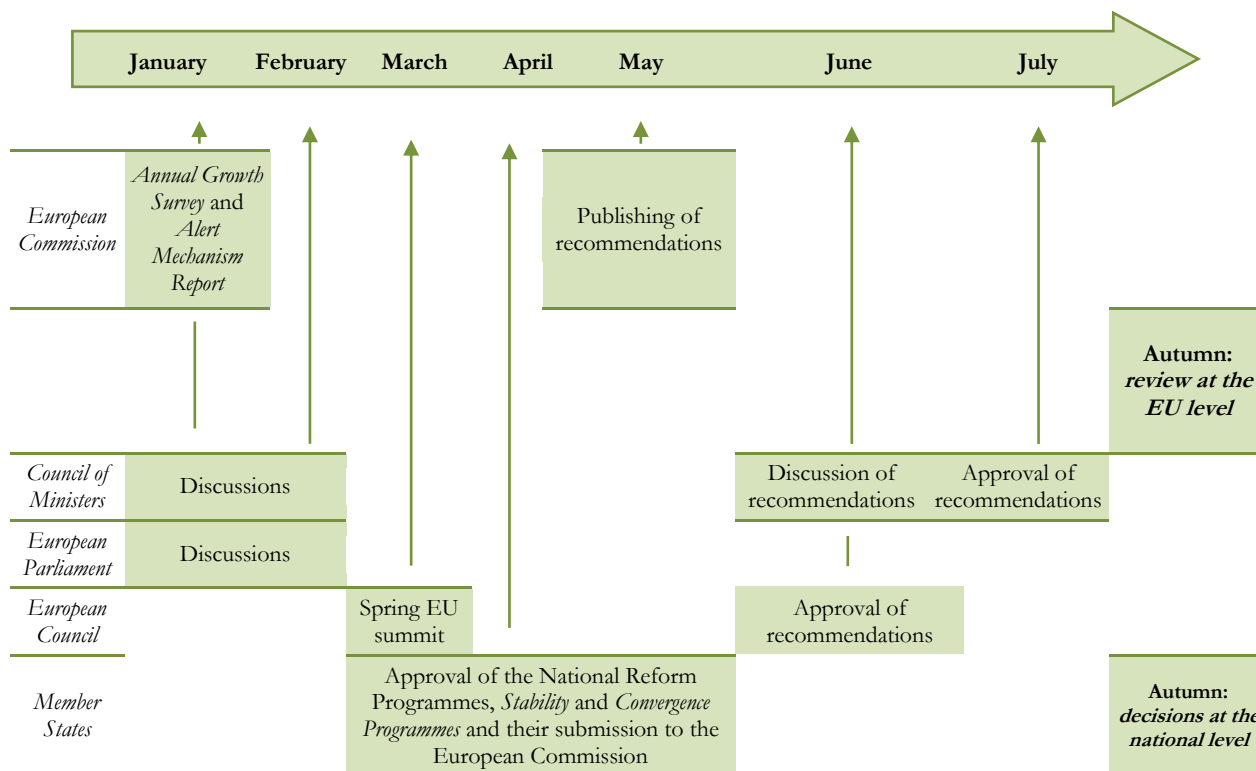 January February March April May June July
European
Commission
Annual Growth
Survey and
Alert
Mechanism
Report
Publishing of
recommendations
Autumn:
review at the
EU level
Council of
Ministers
Discussions
Discussion of
recommendations
Approval of
recommendations
European
Parliament
Discussions
European
Council
Spring EU
summit
Approval of
recommendations
Member
States
Approval of the National Reform
Programmes, Stability and Convergence
Programmes and their submission to the
European Commission
Autumn:
decisions at the
national level